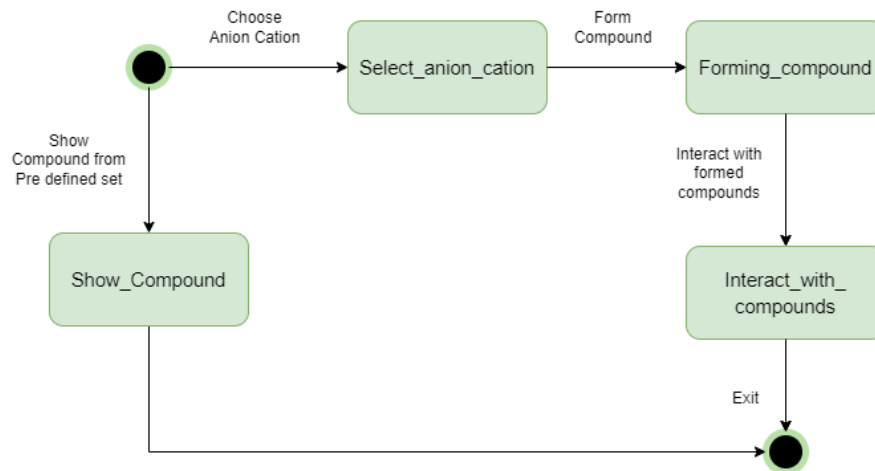 Choose
Anion Cation
Form
Compound
Select_anion_cation
Forming_compound
Show
Compound from
Pre defined set
Interact with
formed
compounds
Show_Compound
Interact_with_
compounds
Exit